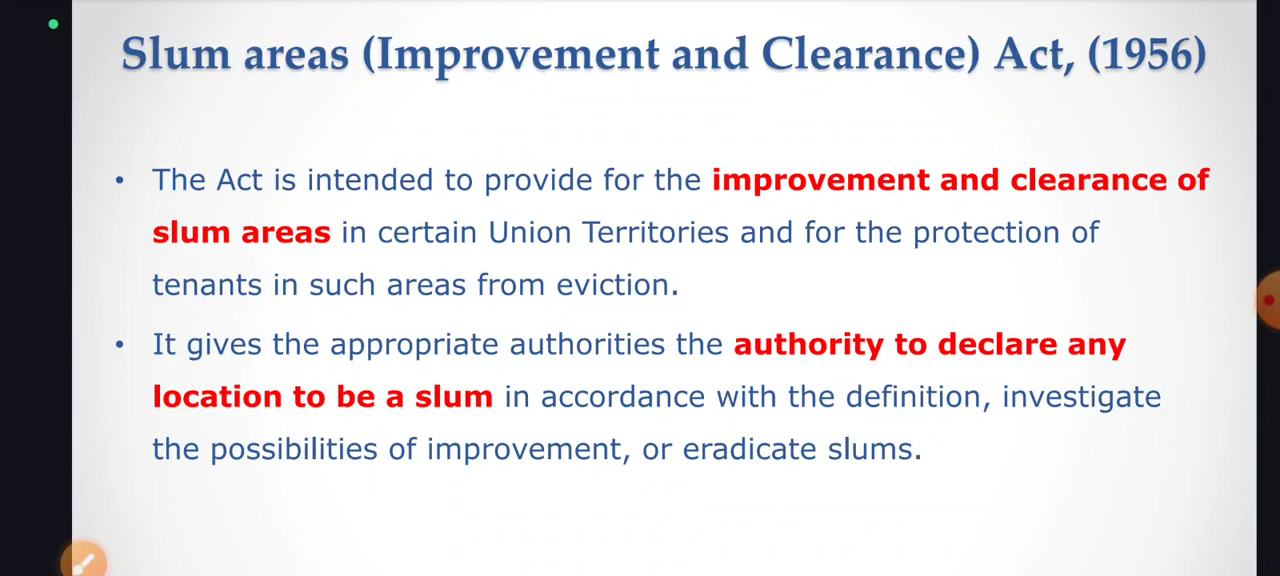 Slum areas (Improvement and Clearance) Act, (1956)
• The Act is intended to provide for the improvement and clearance of
slum areas in certain Union Territories and for the protection of
tenants in such areas from eviction.
• It gives the appropriate authorities the authority to declare any
location to be a slum in accordance with the definition, investigate
the possibilities of improvement, or eradicate slums.